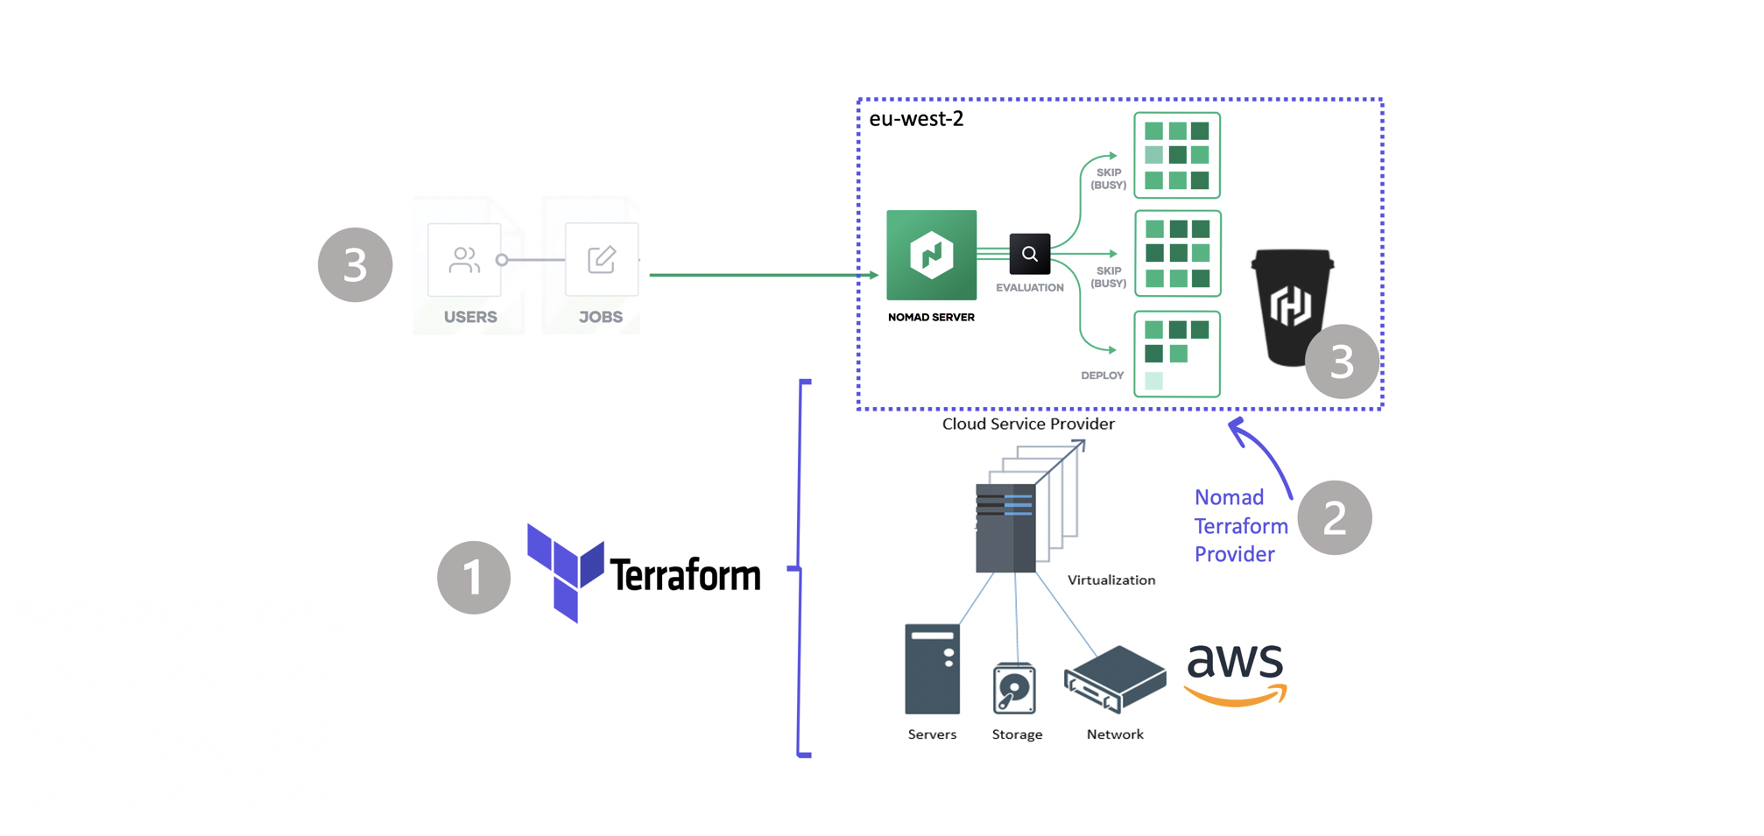 eu-west-2
SKIP
(BUSY)
3
USERS
JOBS
NOMAD SERVER
EVALUATION
SKIP
(BUSY)
DEPLOY
3
Cloud Service Provider
Nomad
Terraform
Provider
2
1
Terraform
Virtualization
aws
Servers
Storage
Network